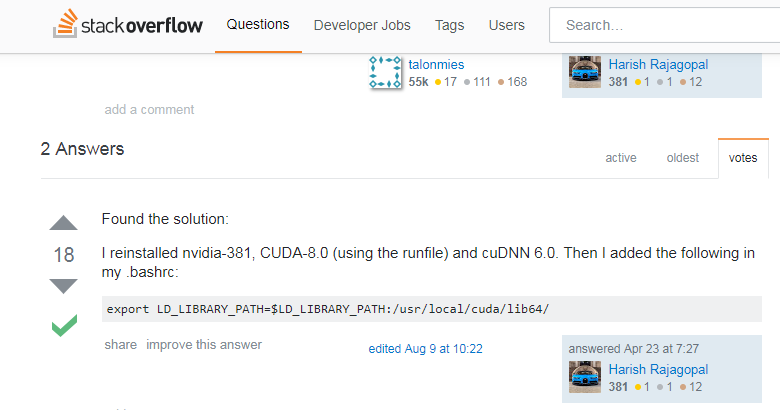 stackoverflow Questions Developer Jobs Tags Users Search...
talonmies Harish Rajagopal
55k 17 111 168 381 1 1 12
add a comment
2 Answers
active oldest votes
Found the solution:
18
I reinstalled nvidia-381, CUDA-8.0 (using the runfile) and cuDNN 6.0. Then I added the following in
my .bashrc:
export LD_LIBRARY_PATH=$LD_LIBRARY_PATH:/usr/local/cuda/lib64/
share improve this answer edited Aug 9 at 10:22 answered Apr 23 at 7:27
Harish Rajagopal
381 1 1 12